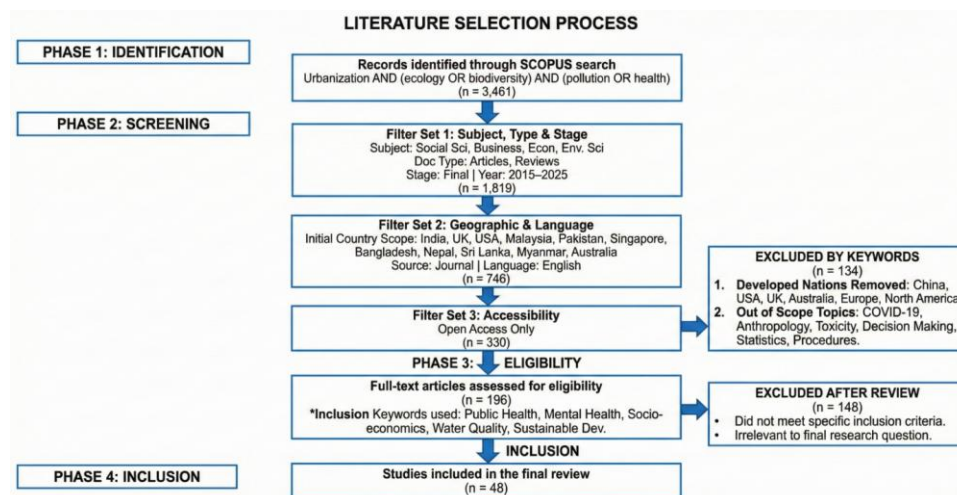 LITERATURE SELECTION PROCESS
PHASE 1: IDENTIFICATION
Records identified through SCOPUS search
Urbanization AND (ecology OR biodiversity) AND (pollution OR health)
(n = 3,461)
PHASE 2: SCREENING
Filter Set 1: Subject, Type & Stage
Subject: Social Sci, Business, Econ, Env. Sci
Doc Type: Articles, Reviews
Stage: Final | Year: 2015–2025
(n = 1,819)
Filter Set 2: Geographic & Language
Initial Country Scope: India, UK, USA, Malaysia, Pakistan, Singapore,
Bangladesh, Nepal, Sri Lanka, Myanmar, Australia
Source: Journal | Language: English
(n = 746)
Filter Set 3: Accessibility
Open Access Only
(n = 330)
EXCLUDED BY KEYWORDS
(n = 134)
1. Developed Nations Removed: China,
USA, UK, Australia, Europe, North America
2. Out of Scope Topics: COVID-19,
Anthropology, Toxicity, Decision Making,
Statistics, Procedures.
PHASE 3: ELIGIBILITY
Full-text articles assessed for eligibility
(n = 196)
*Inclusion Keywords used: Public Health, Mental Health, Socio-
economics, Water Quality, Sustainable Dev.
EXCLUDED AFTER REVIEW
(n = 148)
• Did not meet specific inclusion criteria.
• Irrelevant to final research question.
INCLUSION
PHASE 4: INCLUSION
Studies included in the final review
(n = 48)